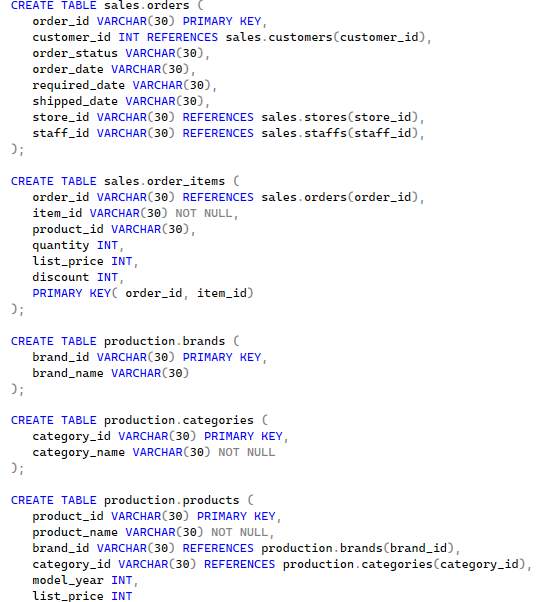 CREATE TABLE sales.orders (
order_id VARCHAR(30) PRIMARY KEY,
customer_id INT REFERENCES sales.customers(customer_id),
order_status VARCHAR(30),
order_date VARCHAR(30),
required_date VARCHAR(30),
shipped_date VARCHAR(30),
store_id VARCHAR(30) REFERENCES sales.stores(store_id),
staff_id VARCHAR(30) REFERENCES sales.staffs(staff_id),
);
CREATE TABLE sales.order_items (
order_id VARCHAR(30) REFERENCES sales.orders(order_id),
item_id VARCHAR(30) NOT NULL,
product_id VARCHAR(30),
quantity INT,
list_price INT,
discount INT,
PRIMARY KEY( order_id, item_id)
);
CREATE TABLE production.brands (
brand_id VARCHAR(30) PRIMARY KEY,
brand_name VARCHAR(30)
);
CREATE TABLE production.categories (
category_id VARCHAR(30) PRIMARY KEY,
category_name VARCHAR(30) NOT NULL
);
CREATE TABLE production.products (
product_id VARCHAR(30) PRIMARY KEY,
product_name VARCHAR(30) NOT NULL,
brand_id VARCHAR(30) REFERENCES production.brands(brand_id),
category_id VARCHAR(30) REFERENCES production.categories(category_id),
model_year INT,
list_price INT